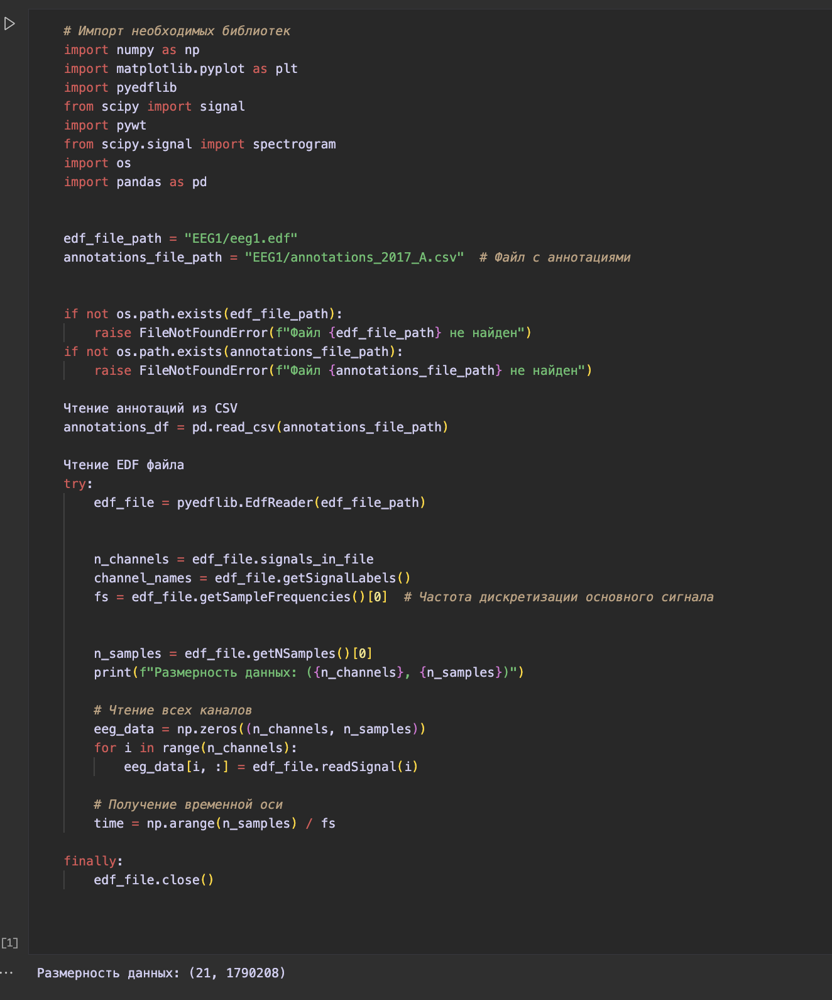 # Импорт необходимых библиотек
import numpy as np
import matplotlib.pyplot as plt
import pyedflib
from scipy import signal
import pywt
from scipy.signal import spectrogram
import os
import pandas as pd
edf_file_path = "EEG1/eeg1.edf"
annotations_file_path = "EEG1/annotations_2017_A.csv"  # Файл с аннотациями
if not os.path.exists(edf_file_path):
    raise FileNotFoundError(f"Файл {edf_file_path} не найден")
if not os.path.exists(annotations_file_path):
    raise FileNotFoundError(f"Файл {annotations_file_path} не найден")
Чтение аннотаций из CSV
annotations_df = pd.read_csv(annotations_file_path)
Чтение EDF файла
try:
    edf_file = pyedflib.EdfReader(edf_file_path)
    n_channels = edf_file.signals_in_file
    channel_names = edf_file.getSignalLabels()
    fs = edf_file.getSampleFrequencies()[0]  # Частота дискретизации основного сигнала
    n_samples = edf_file.getNSamples()[0]
    print(f"Размерность данных: ({n_channels}, {n_samples})")
    # Чтение всех каналов
    eeg_data = np.zeros((n_channels, n_samples))
    for i in range(n_channels):
        eeg_data[i, :] = edf_file.readSignal(i)
    # Получение временной оси
    time = np.arange(n_samples) / fs
finally:
    edf_file.close()
[1]
... Размерность данных: (21, 1790208)